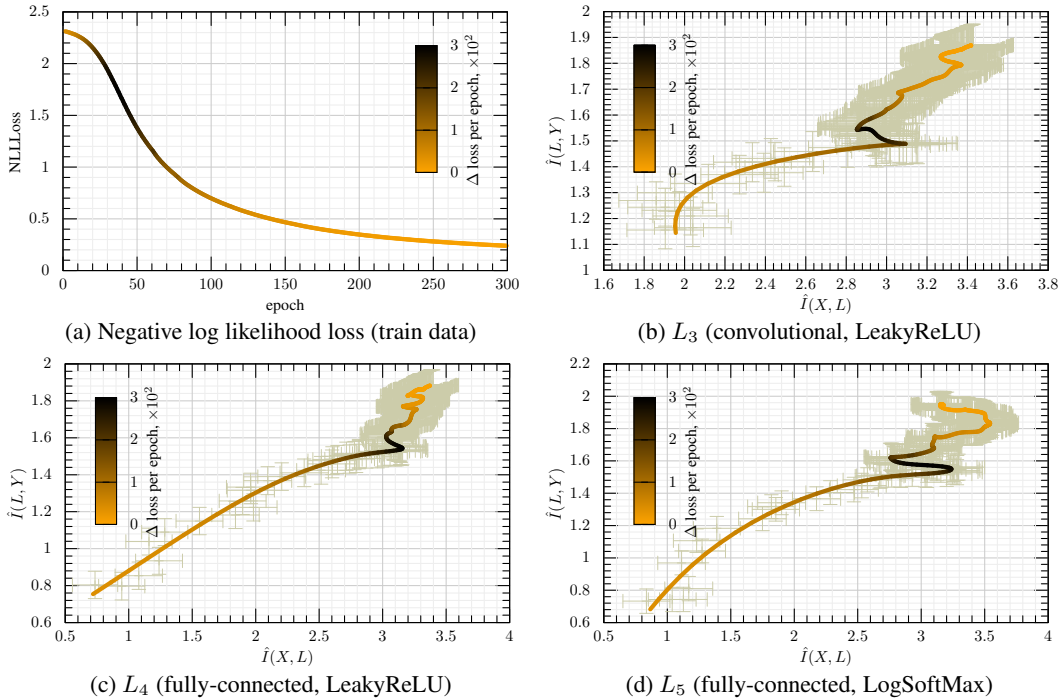 2.5
2
1.5
1
0.5
0
NLLLoss
0 50 100 150 200 250 300
epoch
3
2
1
0
Δ loss per epoch, ×10²
(a) Negative log likelihood loss (train data)
2
1.9
1.8
1.7
1.6
1.5
1.4
1.3
1.2
1.1
1
Î(L, Y)
1.6 1.8 2 2.2 2.4 2.6 2.8 3 3.2 3.4 3.6 3.8
Î(X, L)
3
2
1
0
Δ loss per epoch, ×10²
(b) L₃ (convolutional, LeakyReLU)
2
1.8
1.6
1.4
1.2
1
0.8
0.6
Î(L, Y)
0.5 1 1.5 2 2.5 3 3.5 4
Î(X, L)
3
2
1
0
Δ loss per epoch, ×10²
(c) L₄ (fully-connected, LeakyReLU)
2.2
2
1.8
1.6
1.4
1.2
1
0.8
0.6
Î(L, Y)
0.5 1 1.5 2 2.5 3 3.5 4
Î(X, L)
3
2
1
0
Δ loss per epoch, ×10²
(d) L₅ (fully-connected, LogSoftMax)